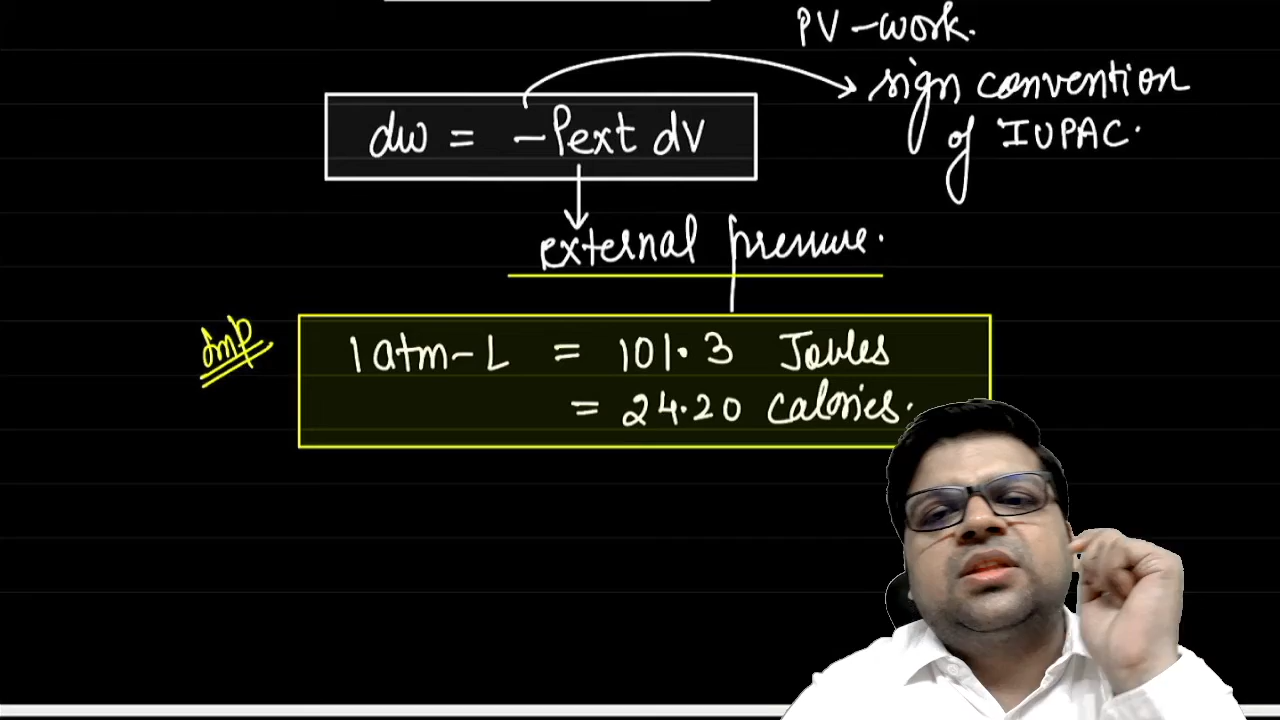 PV-work.
sign convention
of IUPAC.
dw = -Pext dV
external pressure.
Imp
1 atm-L = 101.3 Joules
= 24.20 calories.